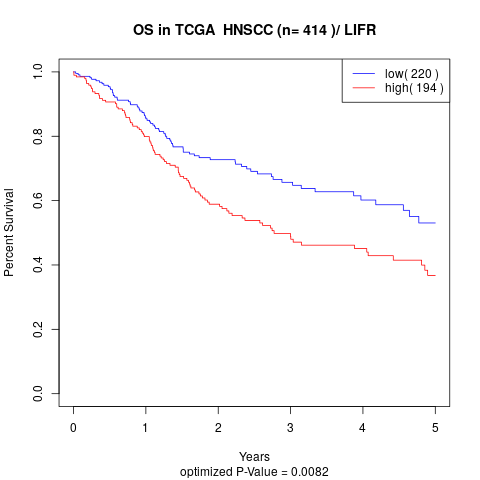 OS in TCGA  HNSCC (n= 414 )/ LIFR
low( 220 )
high( 194 )
Percent Survival
1.0
0.8
0.6
0.4
0.2
0.0
0 1 2 3 4 5
Years
optimized P-Value = 0.0082